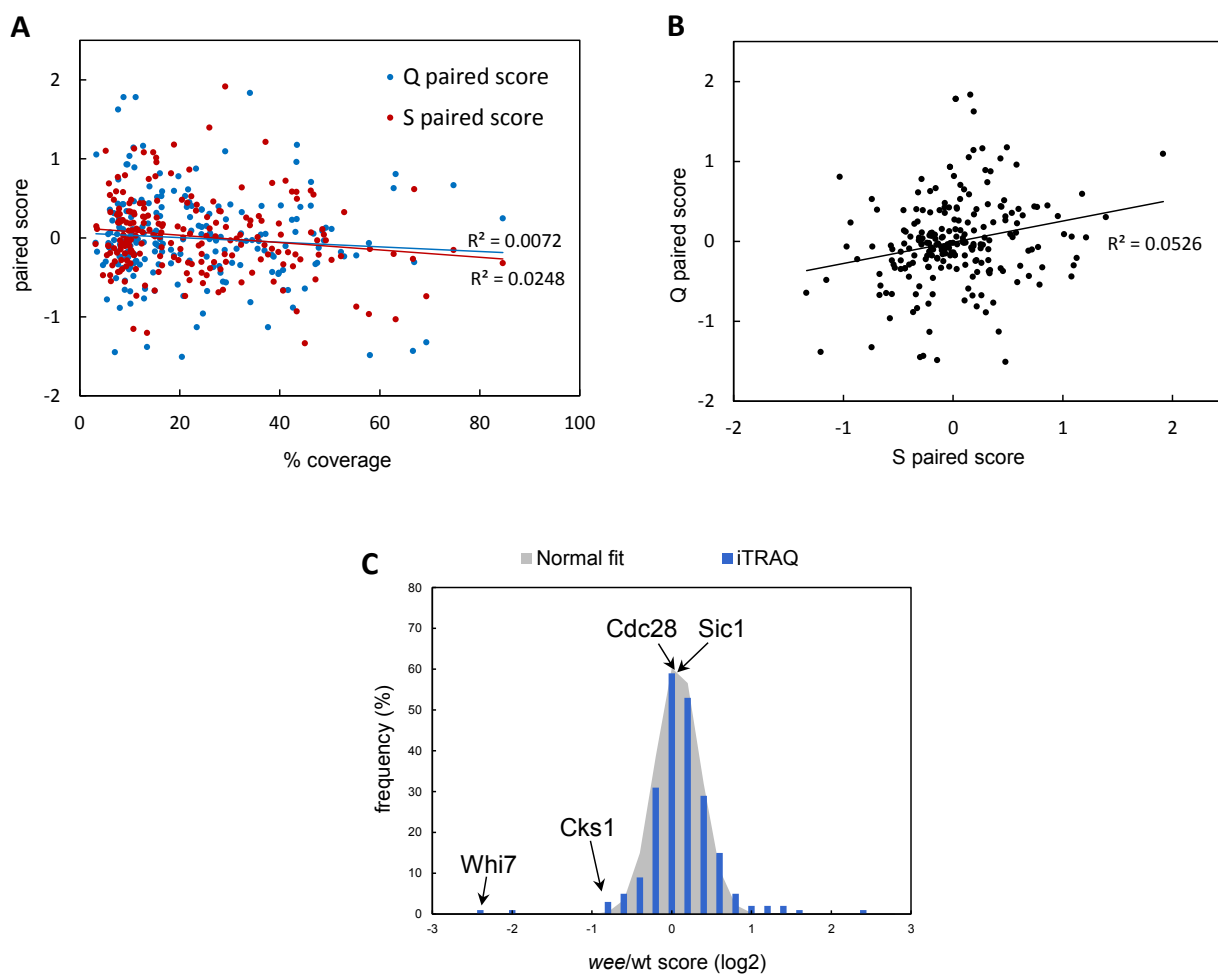 A
Q paired score
S paired score
paired score
2
1
0
-1
-2
R² = 0.0072
R² = 0.0248
0 20 40 60 80 100
% coverage
B
Q paired score
2
1
0
-1
-2
R² = 0.0526
-2 -1 0 1 2
S paired score
C
Normal fit iTRAQ
frequency (%)
80
70
60
50
40
30
20
10
0
Cdc28 Sic1
Cks1
Whi7
-3 -2 -1 0 1 2 3
wee/wt score (log2)